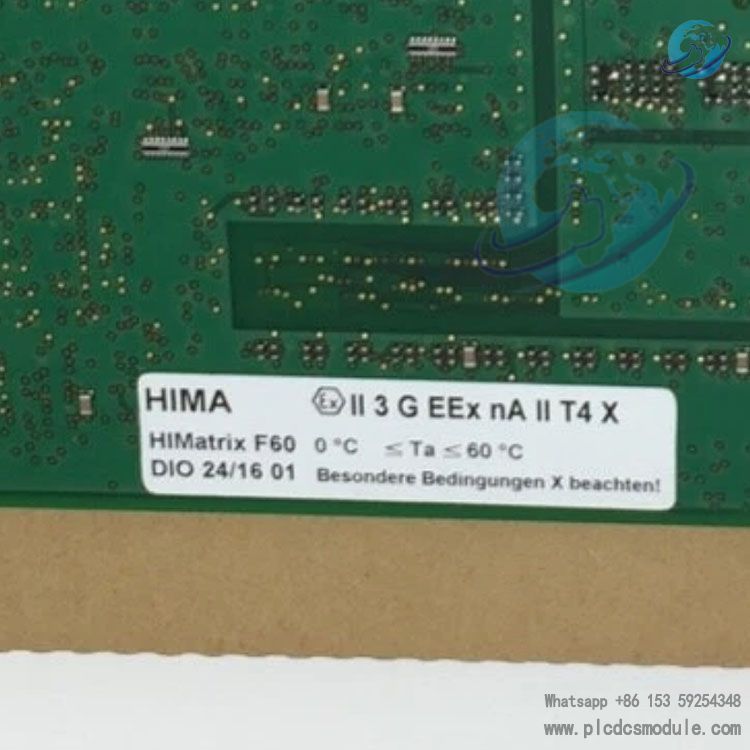 HIMA
Ex II 3 G EEx nA II T4 X
HIMatrix F60 0 °C ≤ Ta ≤ 60 °C
DIO 24/16 01 Besondere Bedingungen X beachten!
Whatsapp +86 153 59254348
www.plcdcsmodule.com